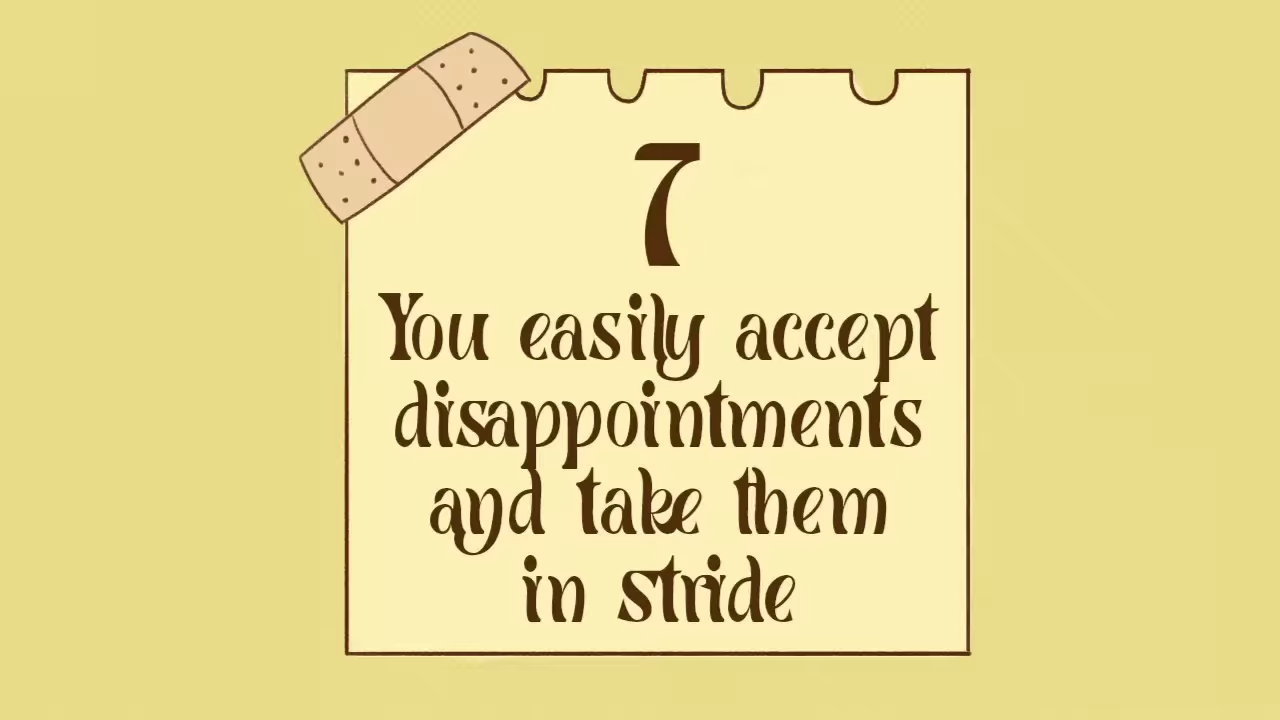 7
You easily accept
disappointments
and take them
in stride